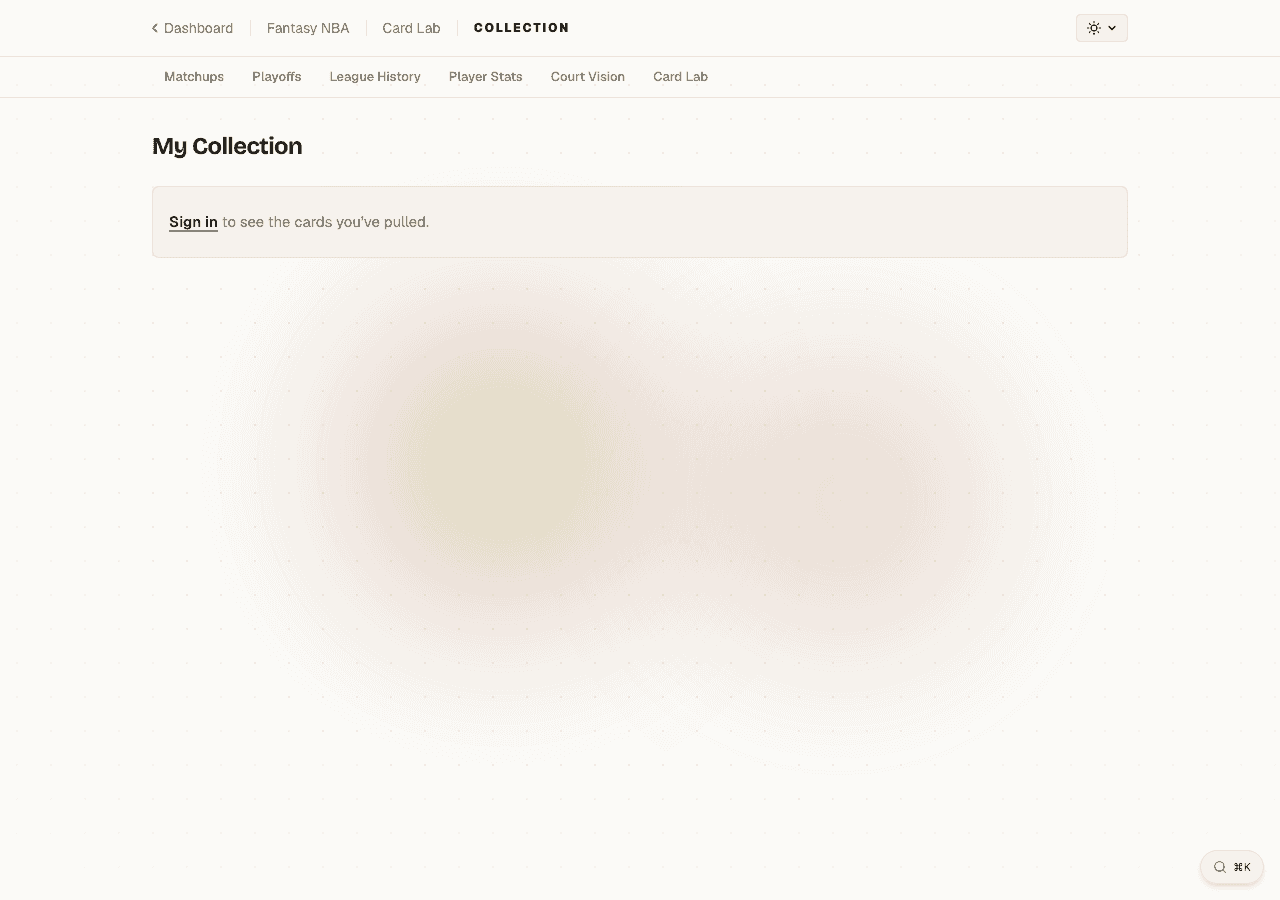 Dashboard Fantasy NBA Card Lab COLLECTION
Matchups Playoffs League History Player Stats Court Vision Card Lab
My Collection
Sign in to see the cards you've pulled.
⌘K